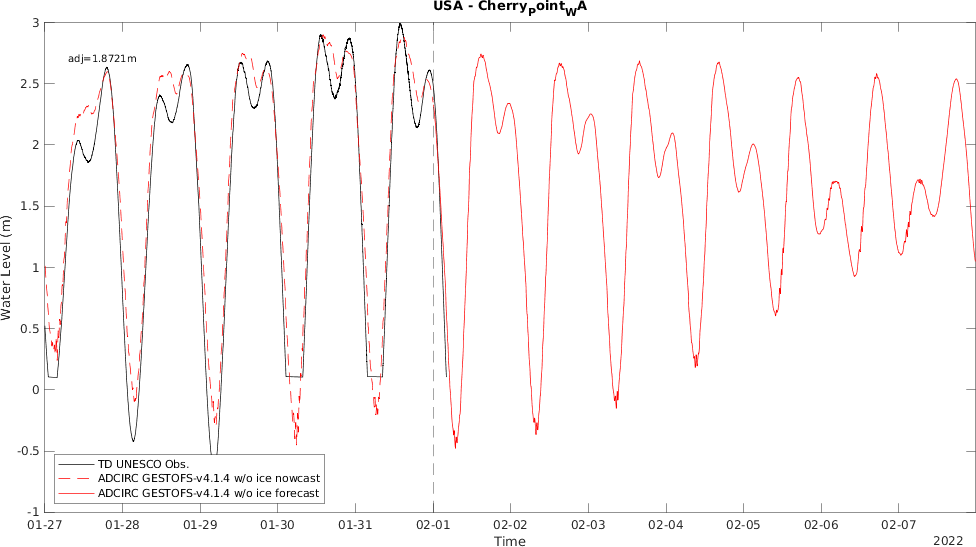 USA - CherryPointWA
adj=1.8721m
3
2.5
2
1.5
1
0.5
0
-0.5
-1
Water Level (m)
TD UNESCO Obs.
ADCIRC GESTOFS-v4.1.4 w/o ice nowcast
ADCIRC GESTOFS-v4.1.4 w/o ice forecast
01-27 01-28 01-29 01-30 01-31 02-01 02-02 02-03 02-04 02-05 02-06 02-07
Time
2022